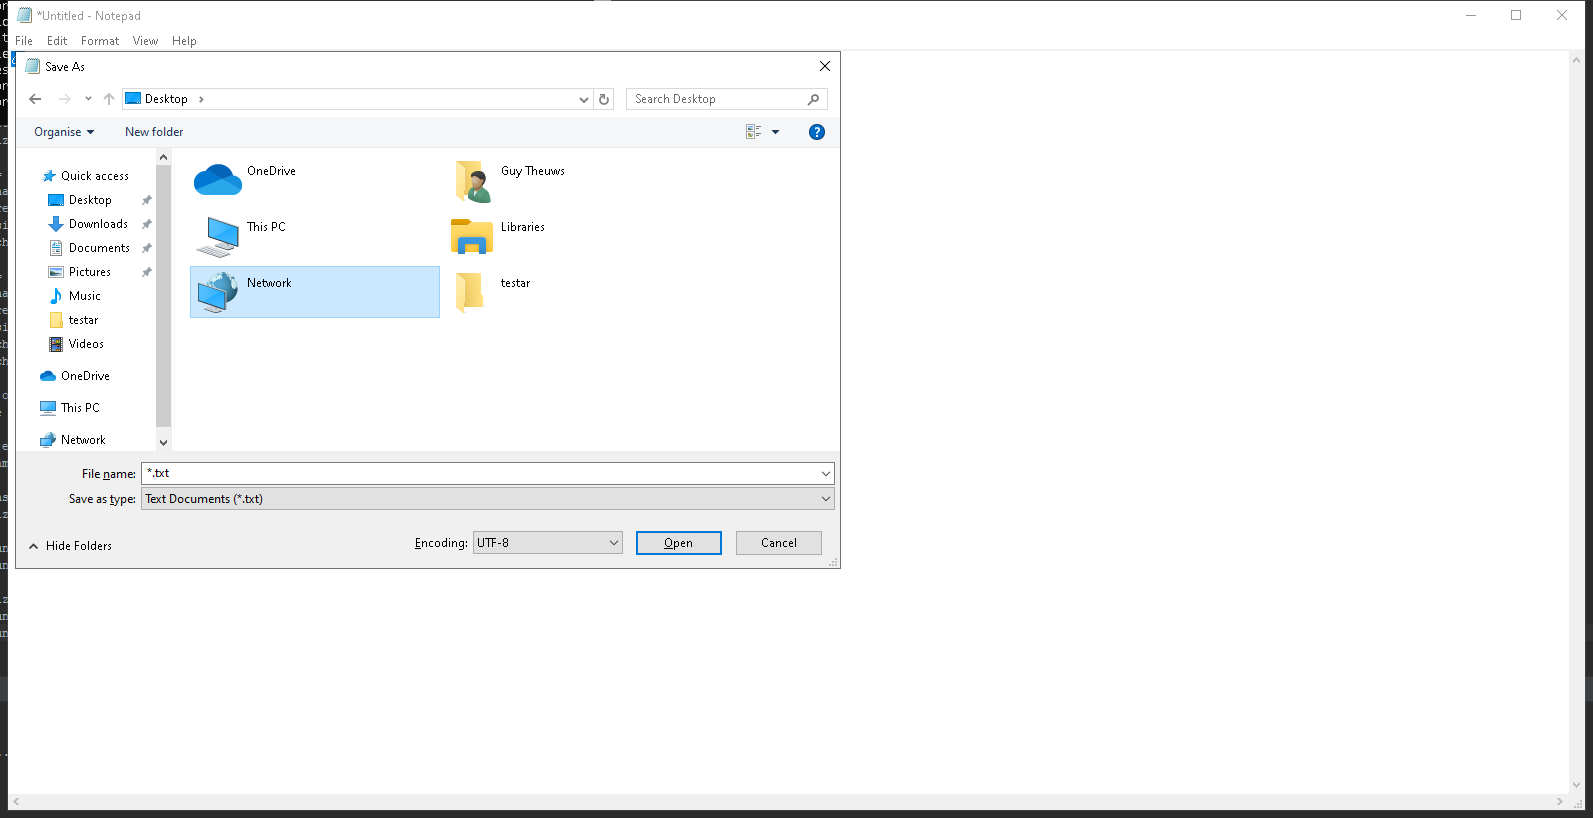 *Untitled - Notepad
File Edit Format View Help
Save As
Desktop
Search Desktop
Organise New folder
Quick access
Desktop
Downloads
Documents
Pictures
Music
testar
Videos
OneDrive
This PC
Network
OneDrive Guy Theuws
This PC Libraries
Network testar
File name: *.txt
Save as type: Text Documents (*.txt)
Hide Folders Encoding: UTF-8 Open Cancel